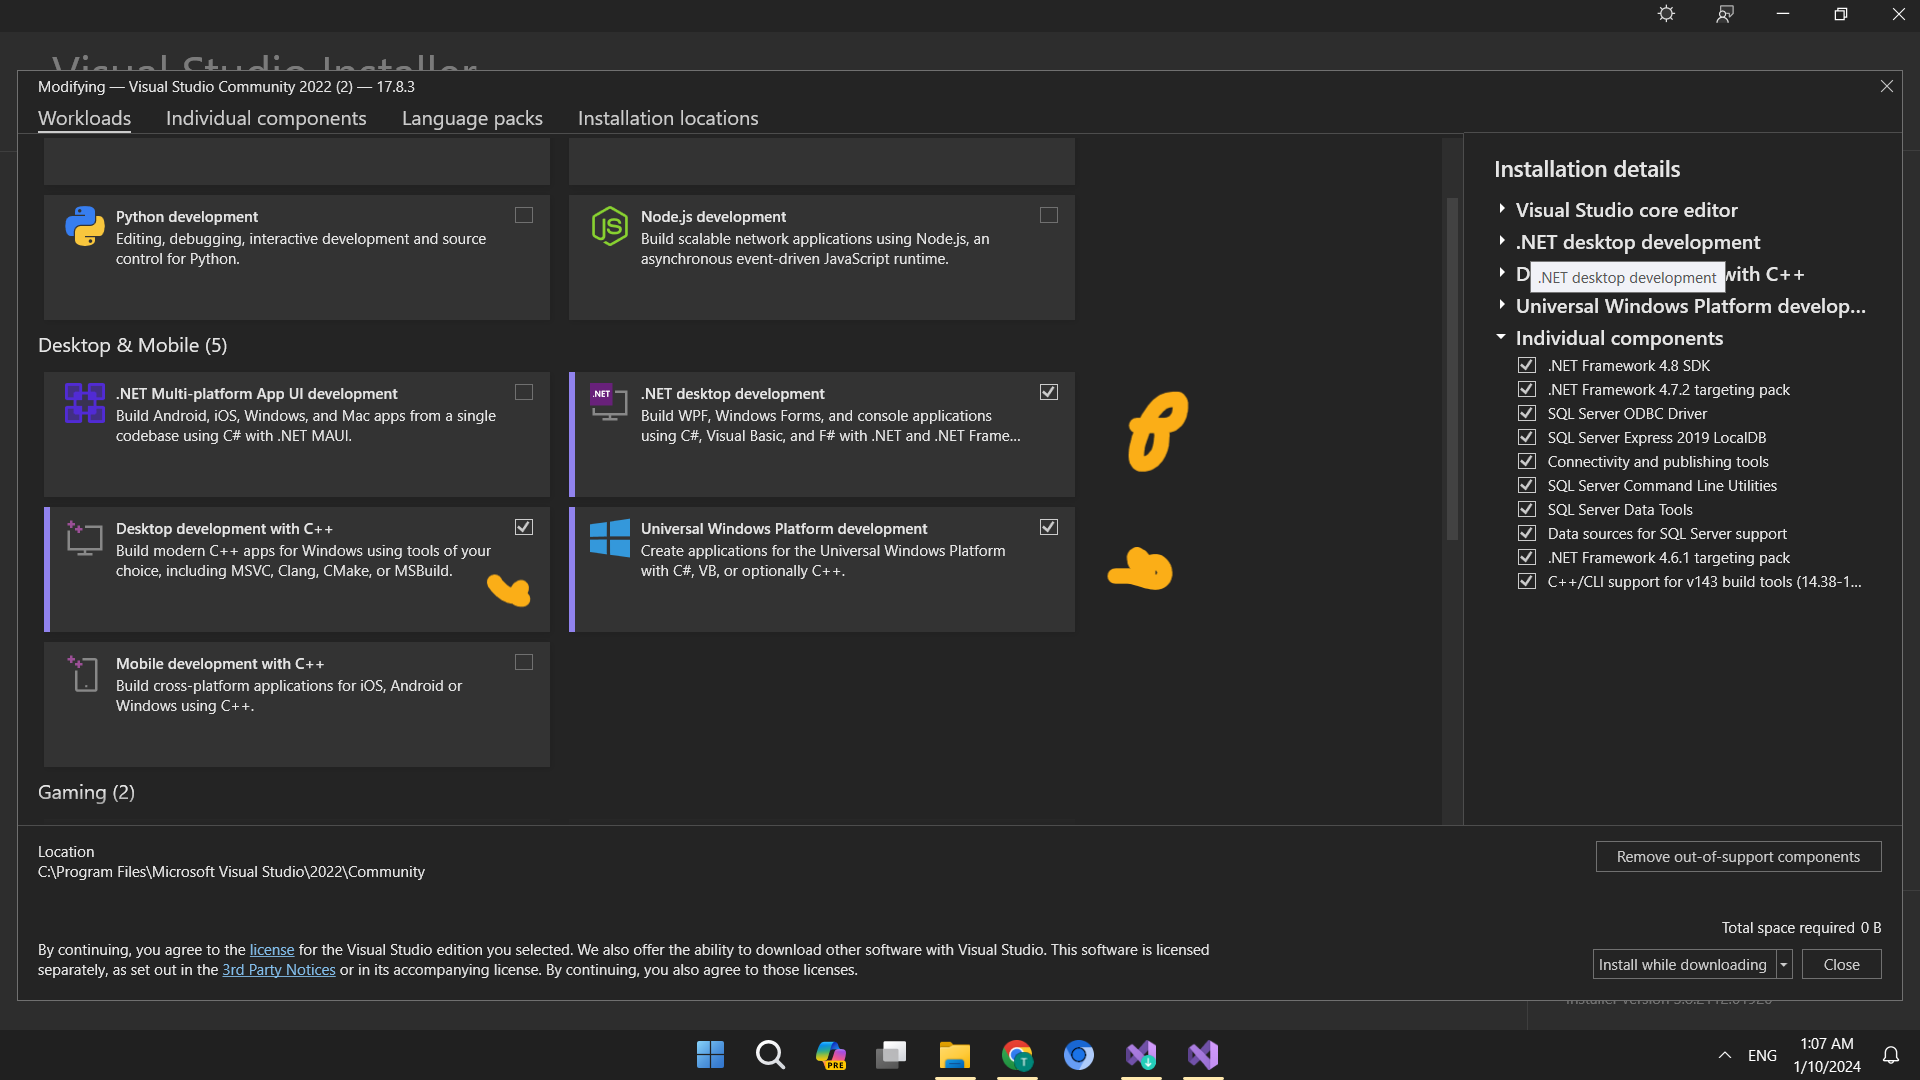 Visual Studio Installer
Modifying — Visual Studio Community 2022 (2) — 17.8.3
Workloads
Individual components
Language packs
Installation locations
Python development
Editing, debugging, interactive development and source
control for Python.
Node.js development
Build scalable network applications using Node.js, an
asynchronous event-driven JavaScript runtime.
Desktop & Mobile (5)
.NET Multi-platform App UI development
Build Android, iOS, Windows, and Mac apps from a single
codebase using C# with .NET MAUI.
.NET
.NET desktop development
Build WPF, Windows Forms, and console applications
using C#, Visual Basic, and F# with .NET and .NET Frame...
Desktop development with C++
Build modern C++ apps for Windows using tools of your
choice, including MSVC, Clang, CMake, or MSBuild.
Universal Windows Platform development
Create applications for the Universal Windows Platform
with C#, VB, or optionally C++.
Mobile development with C++
Build cross-platform applications for iOS, Android or
Windows using C++.
Gaming (2)
Installation details
Visual Studio core editor
.NET desktop development
D
.NET desktop development
with C++
Universal Windows Platform develop...
Individual components
.NET Framework 4.8 SDK
.NET Framework 4.7.2 targeting pack
SQL Server ODBC Driver
SQL Server Express 2019 LocalDB
Connectivity and publishing tools
SQL Server Command Line Utilities
SQL Server Data Tools
Data sources for SQL Server support
.NET Framework 4.6.1 targeting pack
C++/CLI support for v143 build tools (14.38-1...
Location
C:\Program Files\Microsoft Visual Studio\2022\Community
Remove out-of-support components
Total space required 0 B
By continuing, you agree to the license for the Visual Studio edition you selected. We also offer the ability to download other software with Visual Studio. This software is licensed
separately, as set out in the 3rd Party Notices or in its accompanying license. By continuing, you also agree to those licenses.
Install while downloading
Close
PRE
T
ENG
1:07 AM
1/10/2024